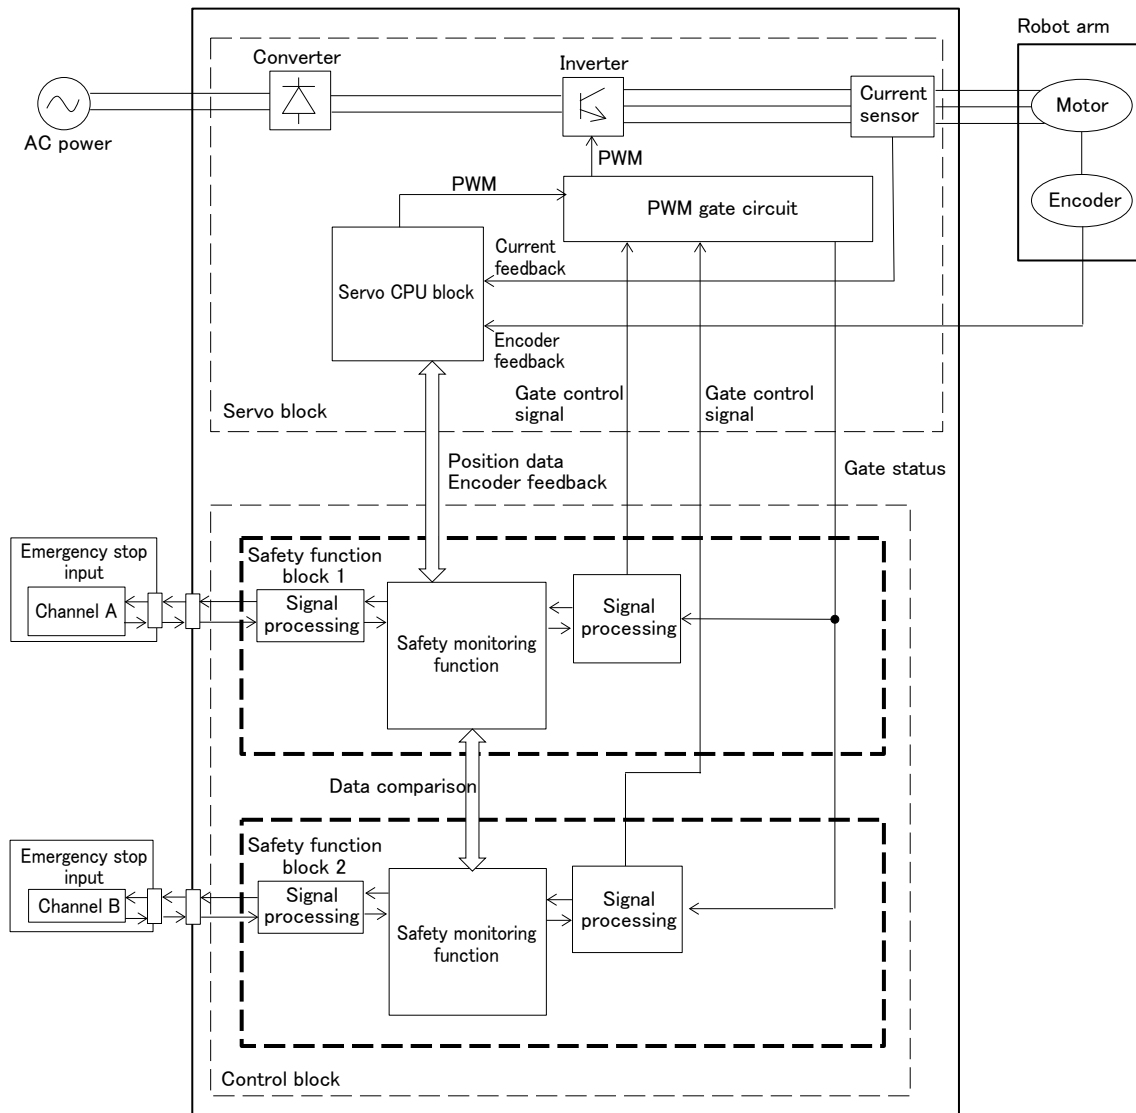 Robot arm
Converter
Inverter
Current
sensor
Motor
AC power
PWM
PWM
PWM gate circuit
Encoder
Current
feedback
Servo CPU block
Encoder
feedback
Gate control
signal
Gate control
signal
Servo block
Position data
Encoder feedback
Gate status
Emergency stop
input
Channel A
Safety function
block 1
Signal
processing
Safety monitoring
function
Signal
processing
Data comparison
Emergency stop
input
Channel B
Safety function
block 2
Signal
processing
Safety monitoring
function
Signal
processing
Control block